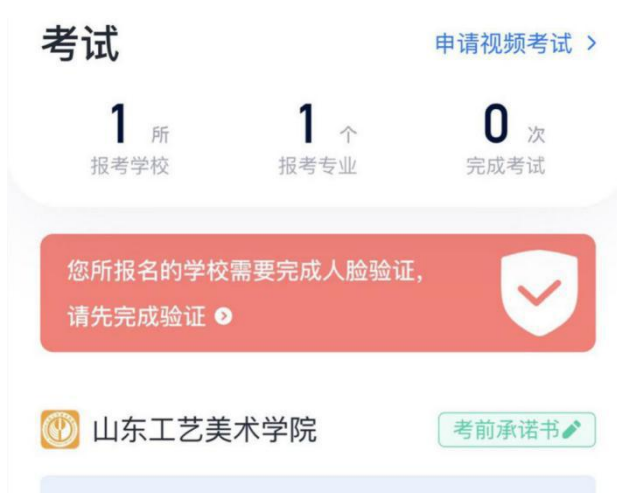 考试
申请视频考试
1 所
1 个
0 次
报考学校
报考专业
完成考试
您所报名的学校需要完成人脸验证，
请先完成验证
山东工艺美术学院
考前承诺书